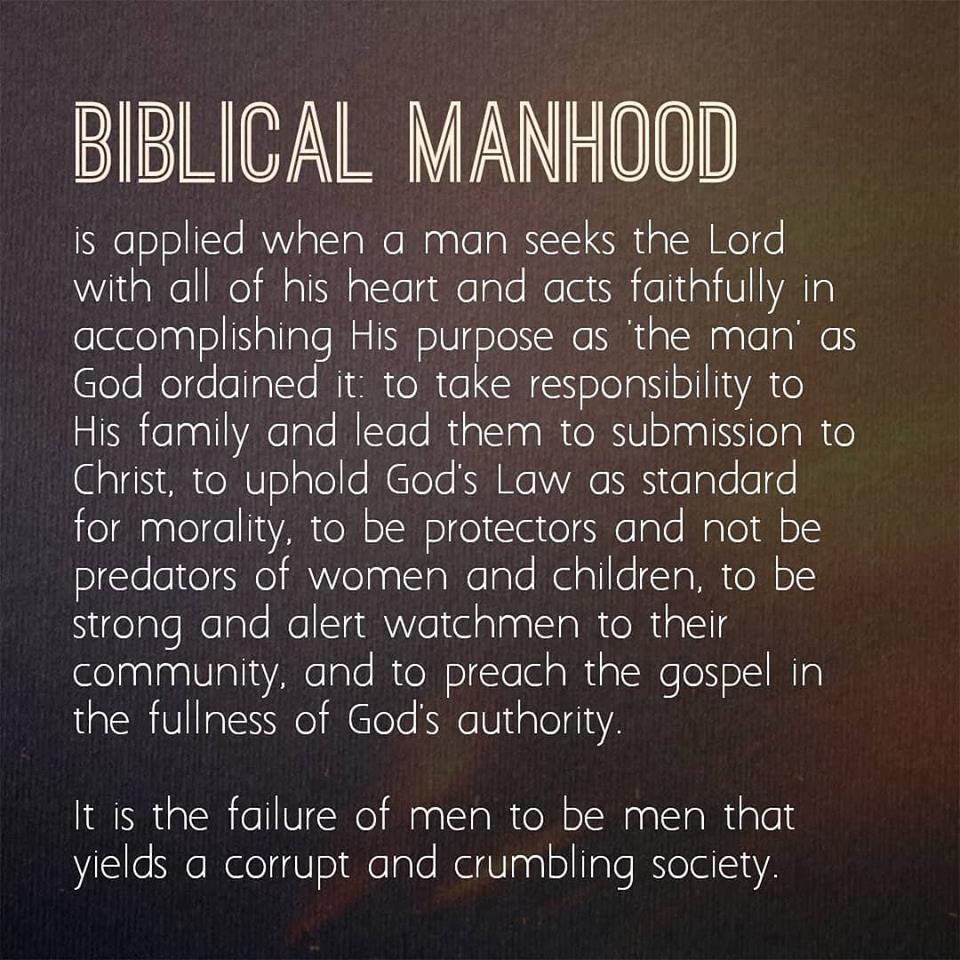 BIBLICAL MANHOOD
is applied when a man seeks the Lord
with all of his heart and acts faithfully in
accomplishing His purpose as 'the man' as
God ordained it: to take responsibility to
His family and lead them to submission to
Christ, to uphold God's Law as standard
for morality, to be protectors and not be
predators of women and children, to be
strong and alert watchmen to their
community, and to preach the gospel in
the fullness of God's authority.
It is the failure of men to be men that
yields a corrupt and crumbling society.